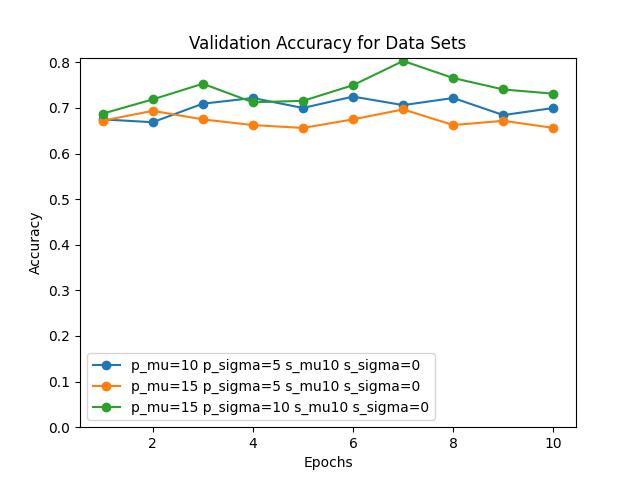 Validation Accuracy for Data Sets
0.8
0.7
0.6
0.5
0.4
0.3
0.2
0.1
0.0
Accuracy
p_mu=10 p_sigma=5 s_mu10 s_sigma=0
p_mu=15 p_sigma=5 s_mu10 s_sigma=0
p_mu=15 p_sigma=10 s_mu10 s_sigma=0
2 4 6 8 10
Epochs